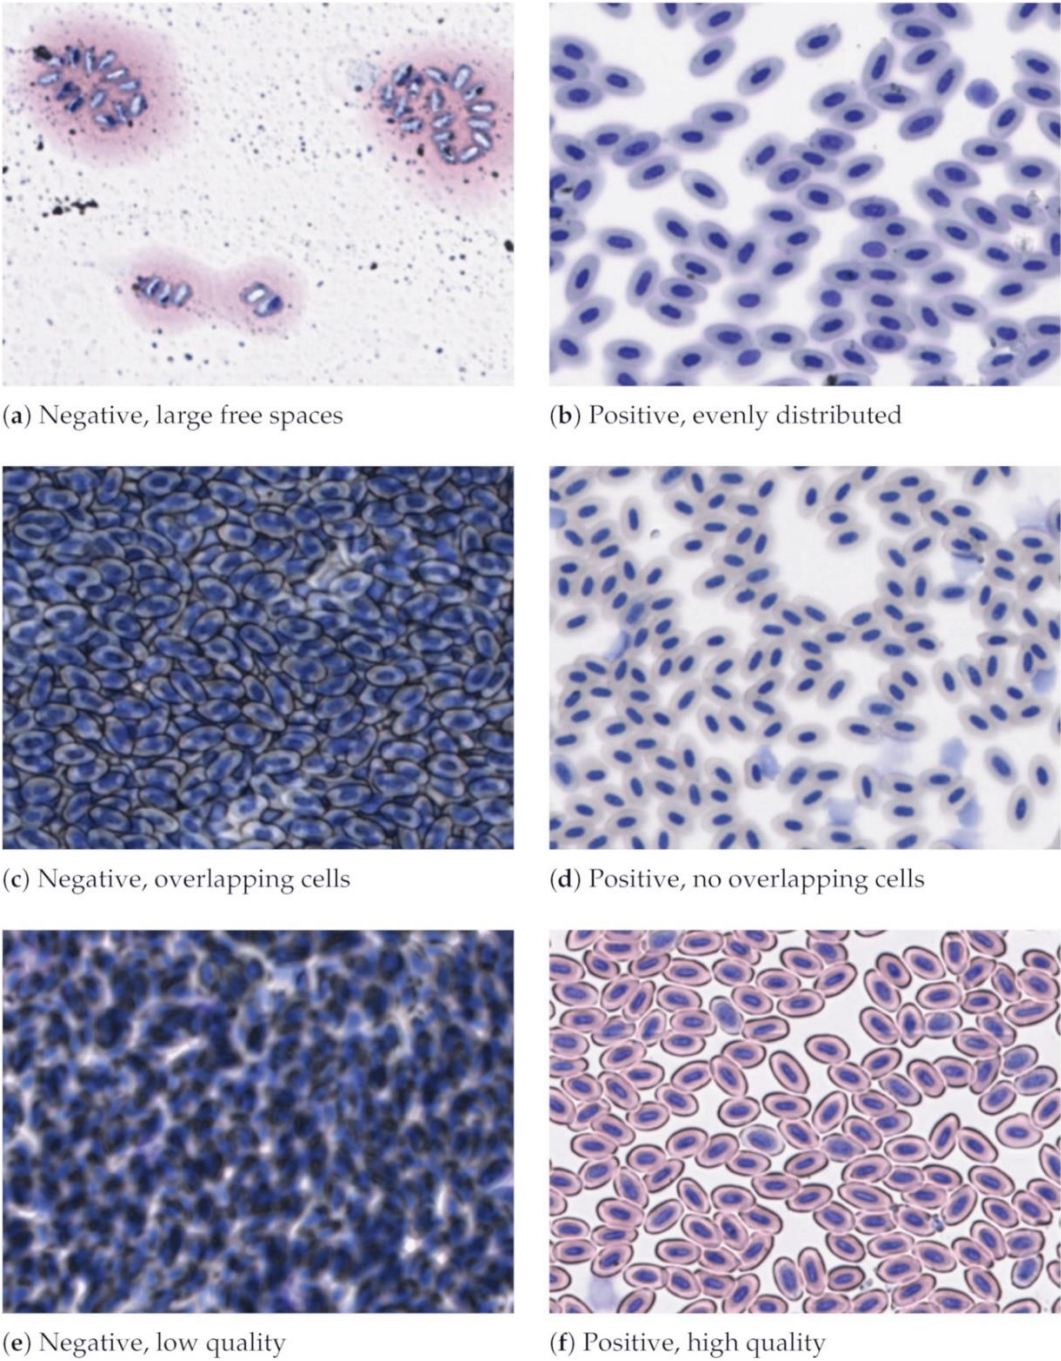 (a) Negative, large free spaces
(b) Positive, evenly distributed
(c) Negative, overlapping cells
(d) Positive, no overlapping cells
(e) Negative, low quality
(f) Positive, high quality